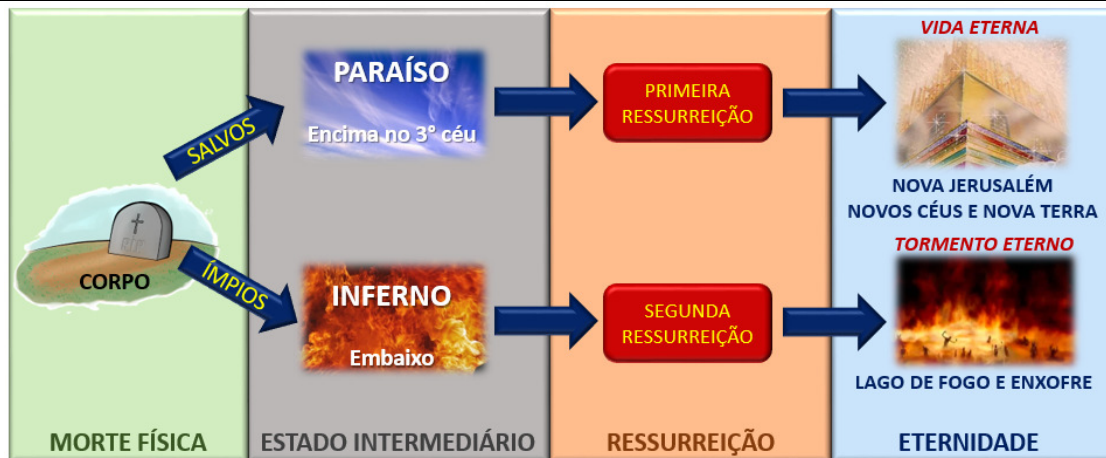 SALVOS
ÍMPIOS
CORPO
MORTE FÍSICA
PARAÍSO
Encima no 3° céu
INFERNO
Embaixo
ESTADO INTERMEDIÁRIO
PRIMEIRA
RESSURREIÇÃO
SEGUNDA
RESSURREIÇÃO
RESSURREIÇÃO
VIDA ETERNA
NOVA JERUSALÉM
NOVOS CÉUS E NOVA TERRA
TORMENTO ETERNO
LAGO DE FOGO E ENXOFRE
ETERNIDADE